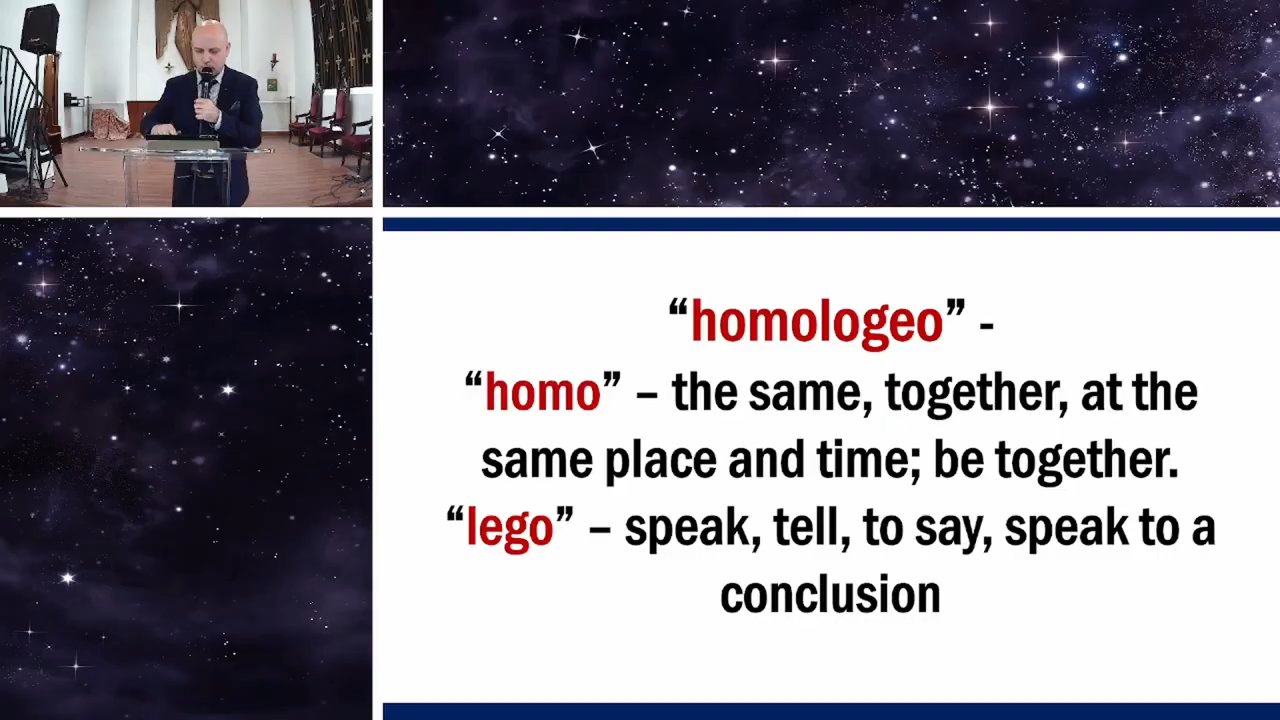 “homologeo” -
“homo” – the same, together, at the
same place and time; be together.
“lego” – speak, tell, to say, speak to a
conclusion